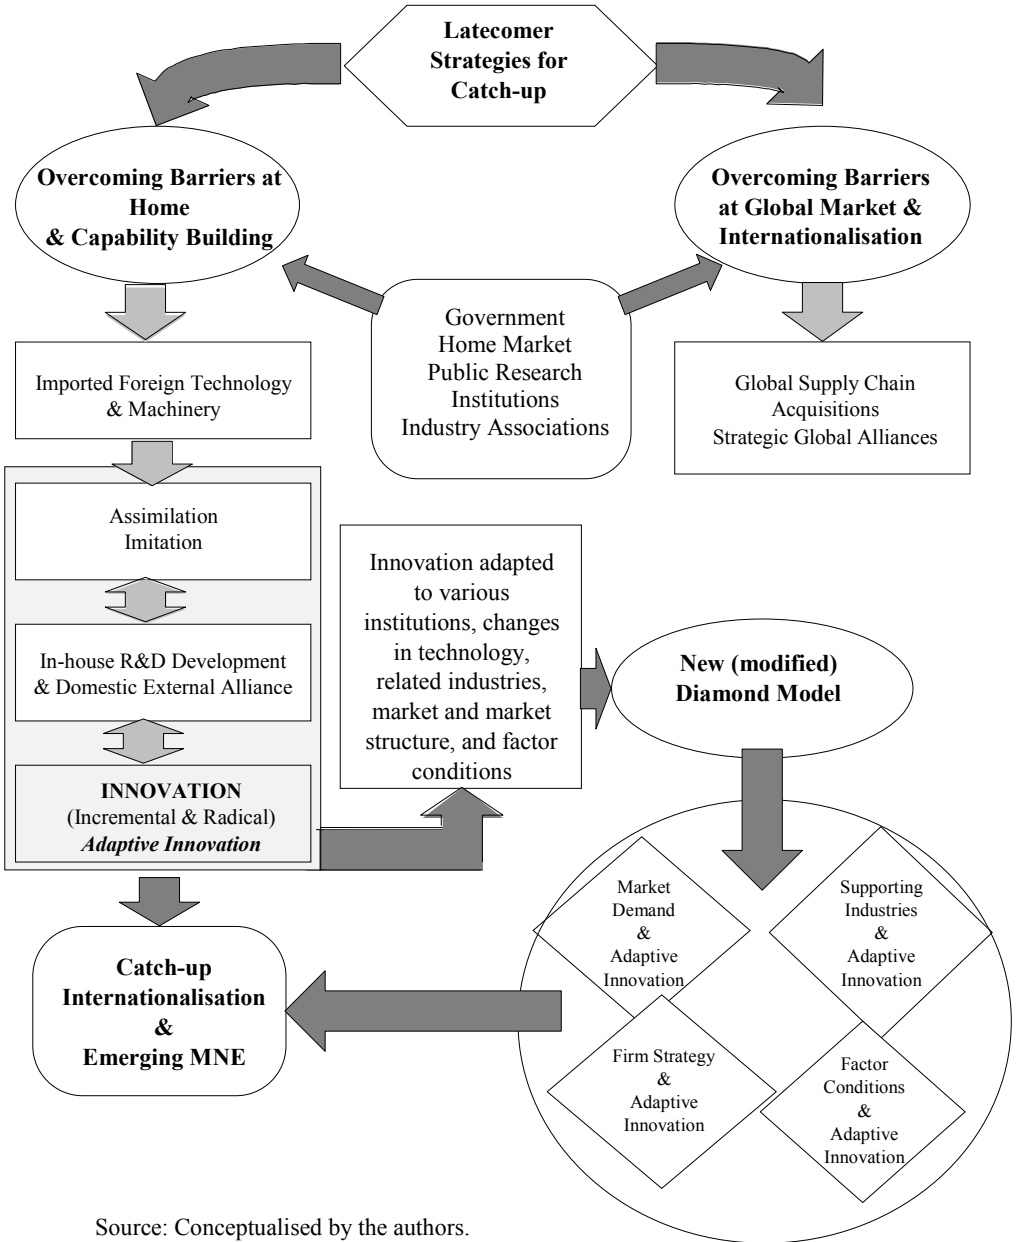 Latecomer
Strategies for
Catch-up
Overcoming Barriers at
Home
& Capability Building
Overcoming Barriers
at Global Market &
Internationalisation
Government
Home Market
Public Research
Institutions
Industry Associations
Imported Foreign Technology
& Machinery
Global Supply Chain
Acquisitions
Strategic Global Alliances
Assimilation
Imitation
In-house R&D Development
& Domestic External Alliance
INNOVATION
(Incremental & Radical)
Adaptive Innovation
Innovation adapted
to various
institutions, changes
in technology,
related industries,
market and market
structure, and factor
conditions
New (modified)
Diamond Model
Market
Demand
&
Adaptive
Innovation
Supporting
Industries
&
Adaptive
Innovation
Firm Strategy
&
Adaptive
Innovation
Factor
Conditions
&
Adaptive
Innovation
Catch-up
Internationalisation
&
Emerging MNE
Source: Conceptualised by the authors.